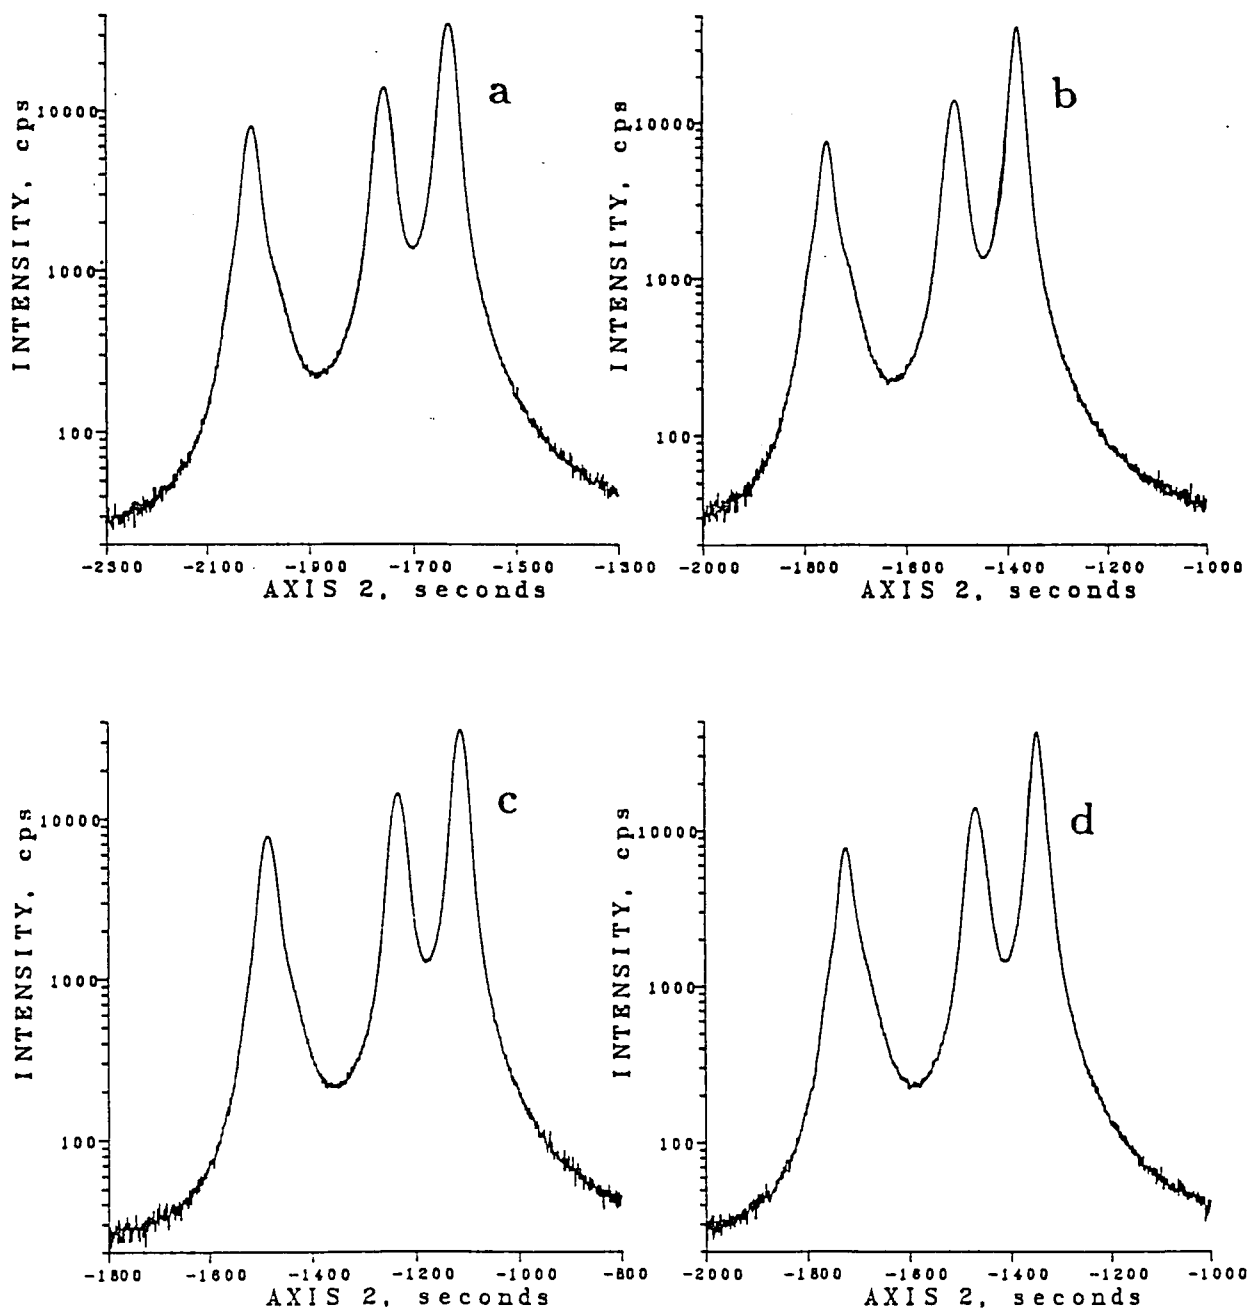 a
10000
1000
100
INTENSITY, cps
-2300 -2100 -1900 -1700 -1500 -1300
AXIS 2, seconds
b
10000
1000
100
INTENSITY, cps
-2000 -1800 -1600 -1400 -1200 -1000
AXIS 2, seconds
c
10000
1000
100
INTENSITY, cps
-1800 -1600 -1400 -1200 -1000 -800
AXIS 2, seconds
d
10000
1000
100
INTENSITY, cps
-2000 -1800 -1600 -1400 -1200 -1000
AXIS 2, seconds